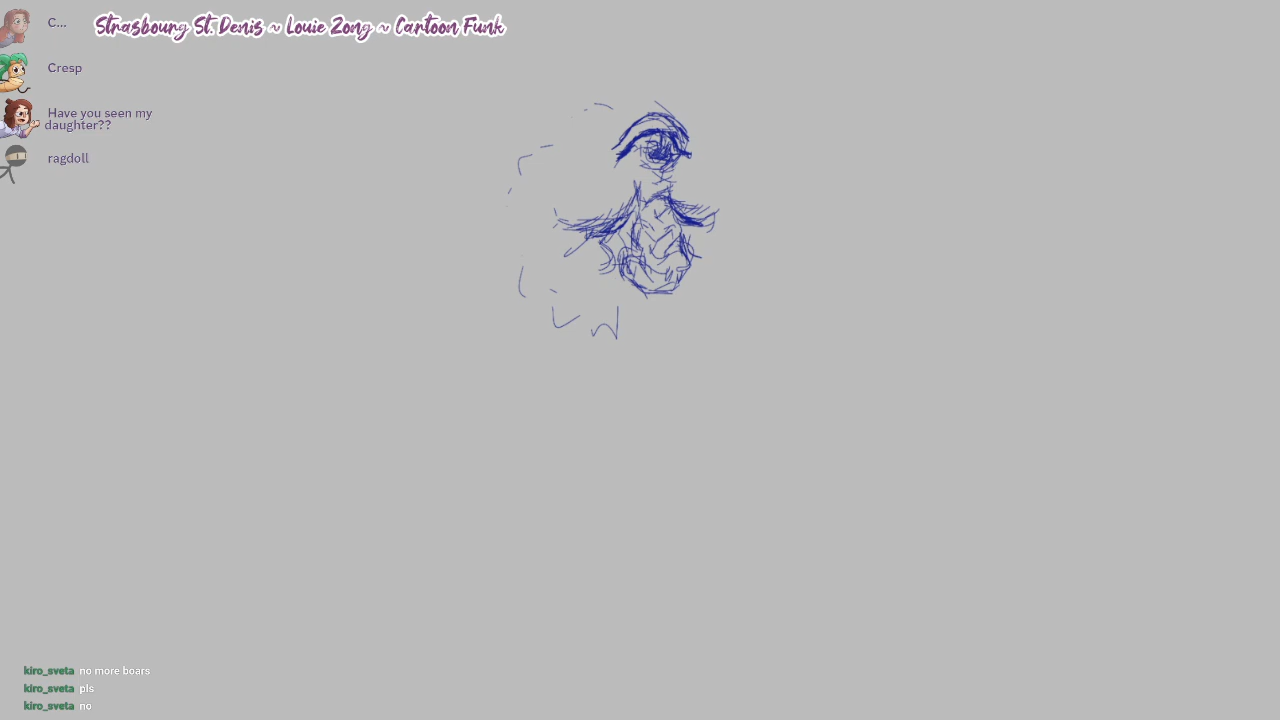 C...
Strasbourg St. Denis ~ Louie Zong ~ Cartoon Funk
Cresp
Have you seen my
daughter??
ragdoll
kiro_sveta no more boars
kiro_sveta pls
kiro_sveta no